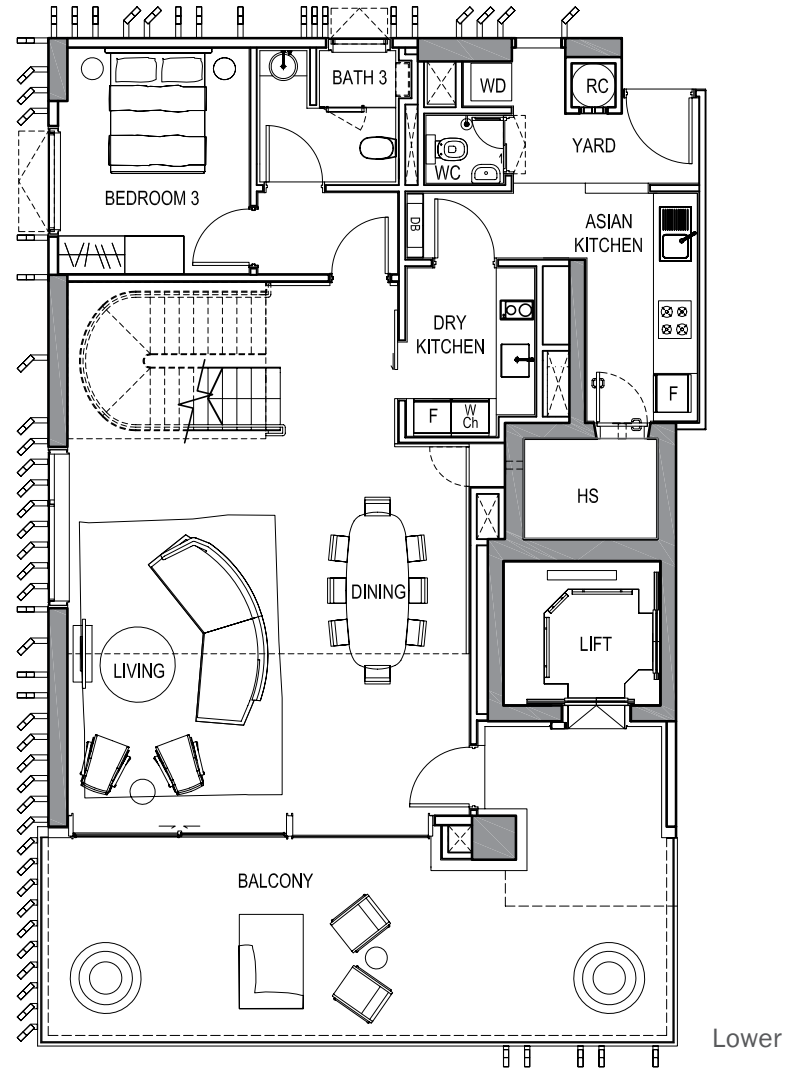 BATH 3
WD
RC
YARD
WC
BEDROOM 3
DB
ASIAN
KITCHEN
DRY
KITCHEN
F
F
W
Ch
HS
DINING
LIFT
LIVING
BALCONY
Lower